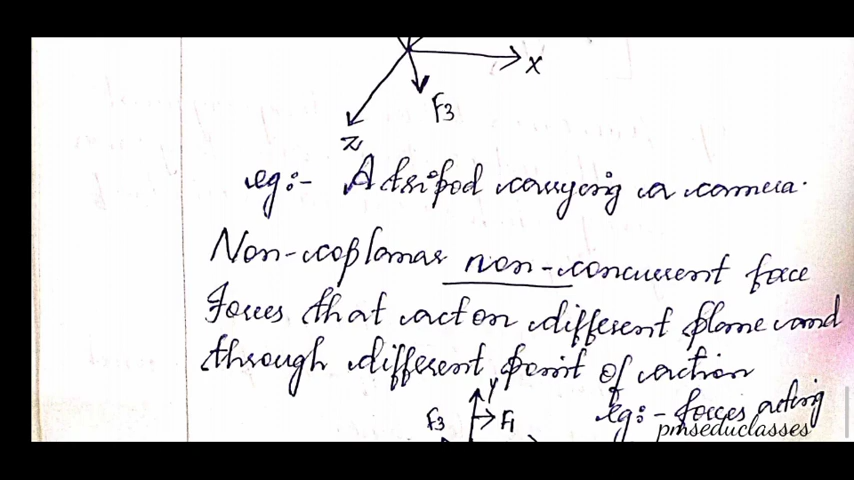 X
F3
Z
eg:- A tripod carrying a camera.
Non-coplanar non-concurrent force
Forces that act on different plane and
through different point of action
Y
F3 F1 eg:- forces acting
pmseduclasses